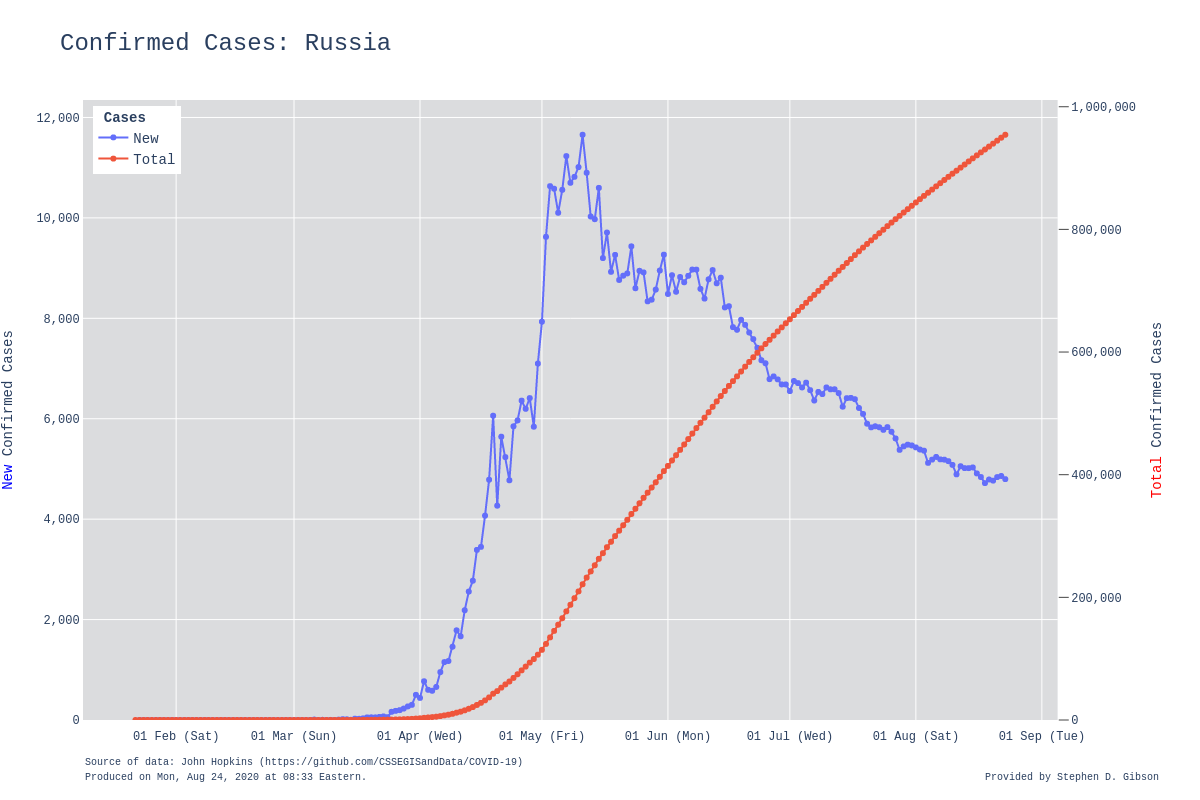 Confirmed Cases: Russia
Cases
New
Total
12,000
10,000
8,000
6,000
4,000
2,000
0
New Confirmed Cases
1,000,000
800,000
600,000
400,000
200,000
0
Total Confirmed Cases
01 Feb (Sat)
01 Mar (Sun)
01 Apr (Wed)
01 May (Fri)
01 Jun (Mon)
01 Jul (Wed)
01 Aug (Sat)
01 Sep (Tue)
Source of data: John Hopkins (https://github.com/CSSEGISandData/COVID-19)
Produced on Mon, Aug 24, 2020 at 08:33 Eastern.
Provided by Stephen D. Gibson